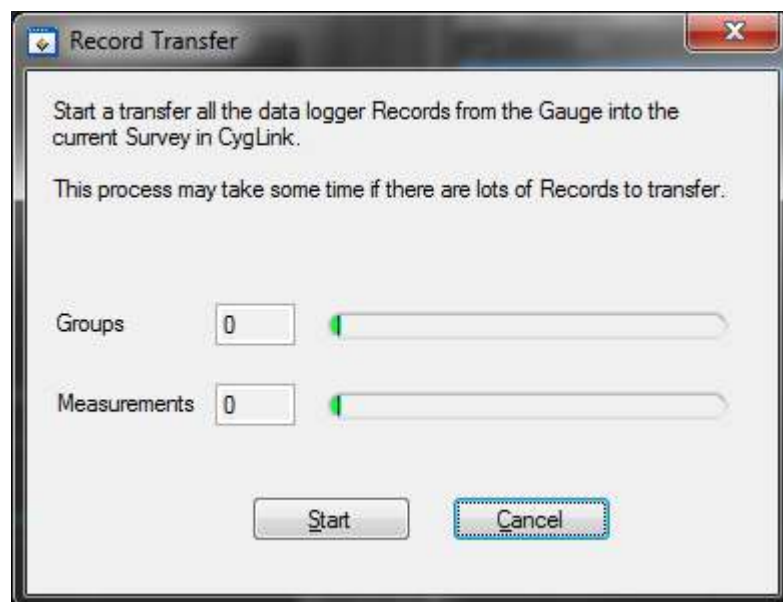 Record Transfer
Start a transfer all the data logger Records from the Gauge into the
current Survey in CygLink.
This process may take some time if there are lots of Records to transfer.
Groups 0
Measurements 0
Start Cancel